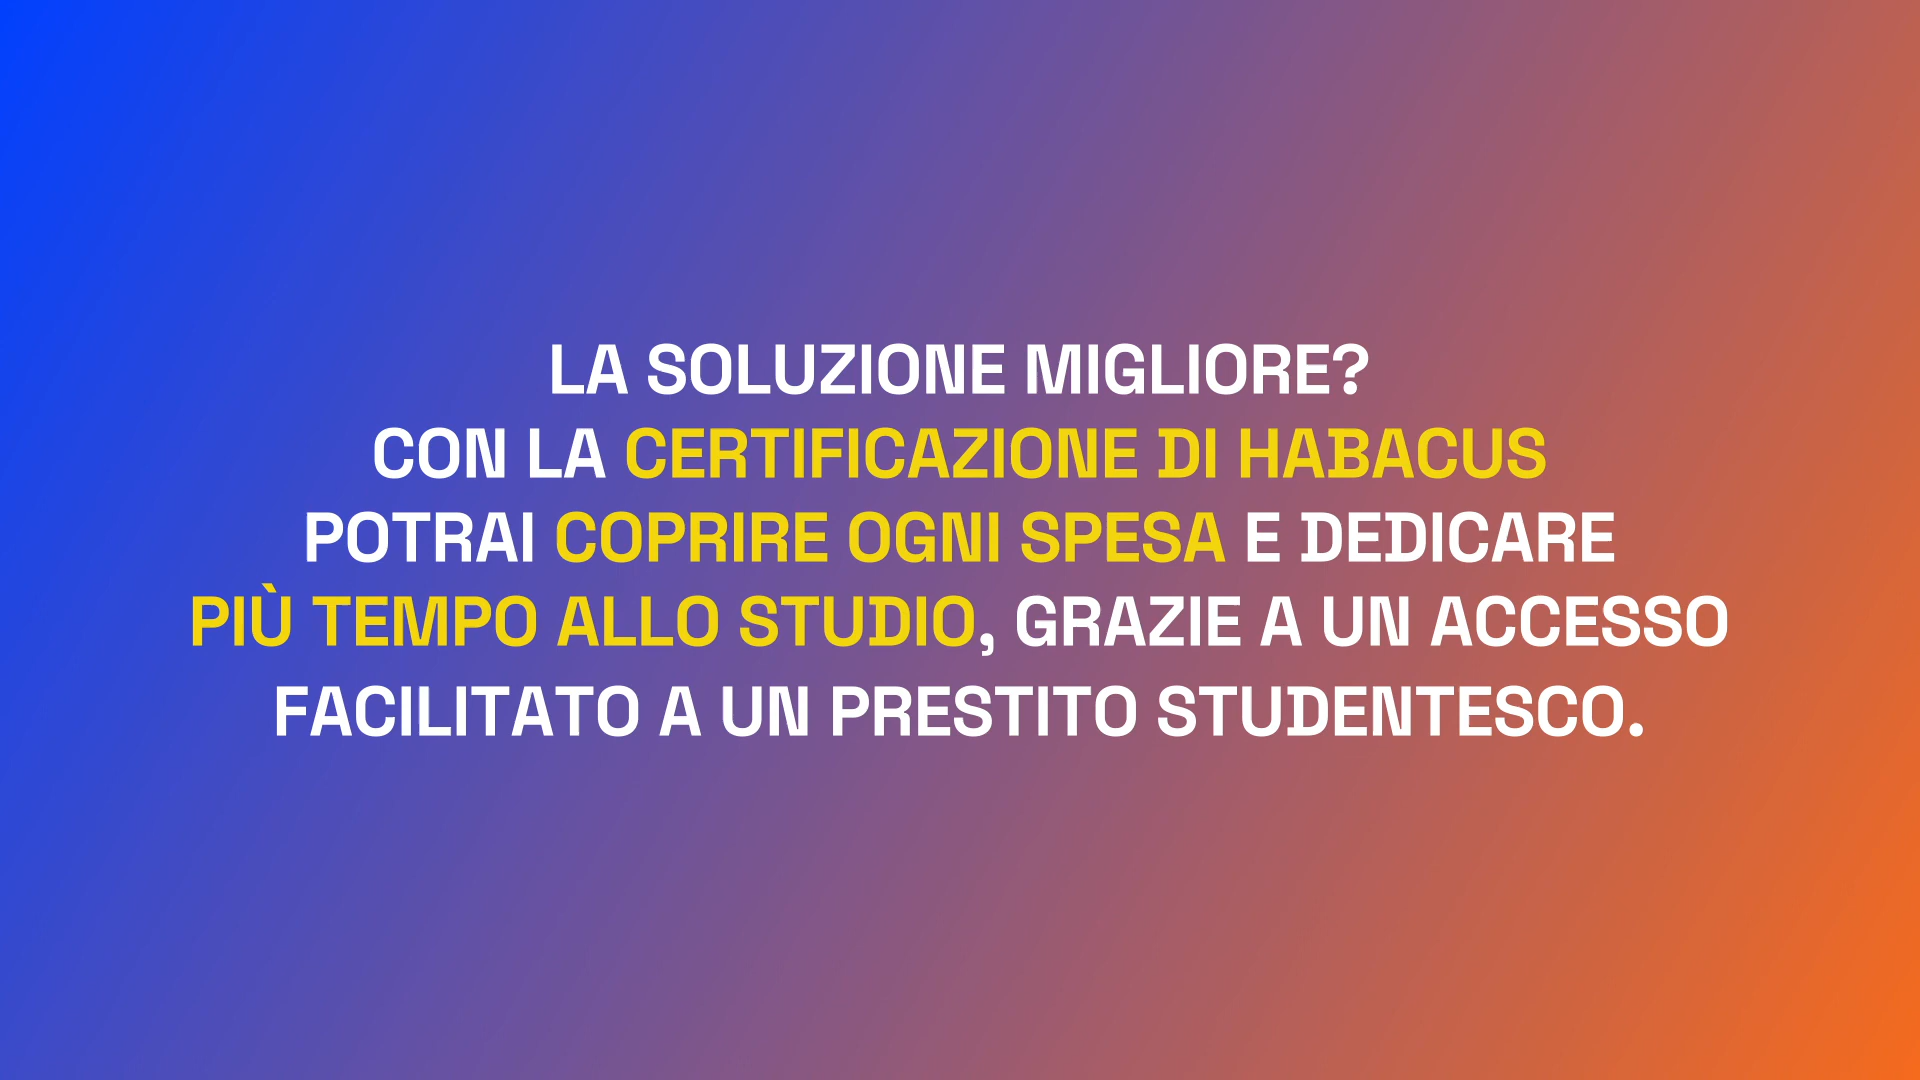 LA SOLUZIONE MIGLIORE?
CON LA CERTIFICAZIONE DI HABACUS
POTRAI COPRIRE OGNI SPESA E DEDICARE
PIÙ TEMPO ALLO STUDIO, GRAZIE A UN ACCESSO
FACILITATO A UN PRESTITO STUDENTESCO.